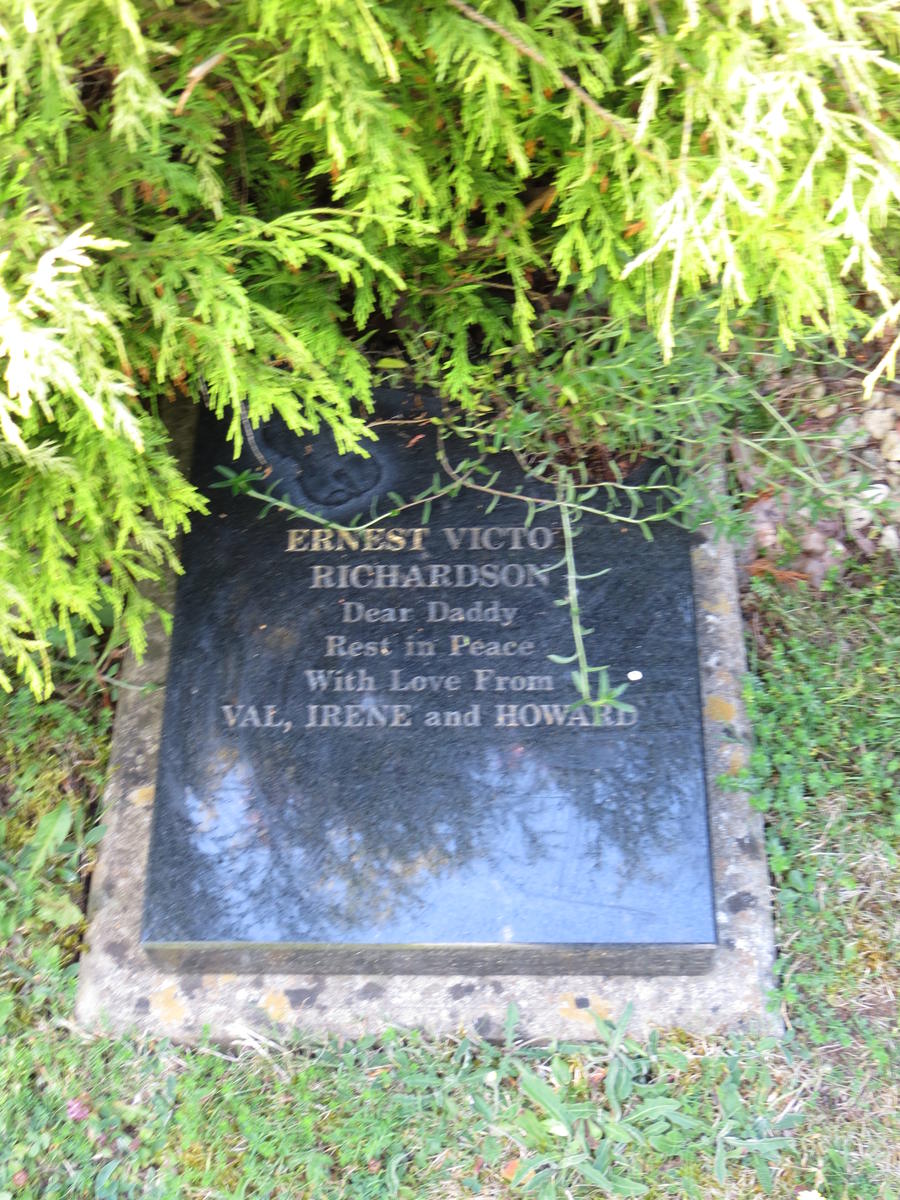 ERNEST VICTO
RICHARDSON
Dear Daddy
Rest in Peace
With Love From
VAL, IRENE and HOWARD